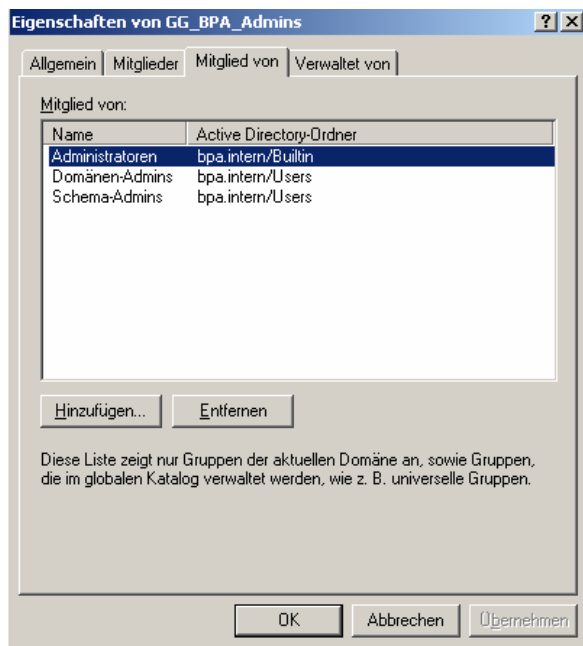 Eigenschaften von GG_BPA_Admins
Allgemein Mitglieder Mitglied von Verwaltet von
Mitglied von:
Name Active Directory-Ordner
Administratoren bpa.intern/Builtin
Domänen-Admins bpa.intern/Users
Schema-Admins bpa.intern/Users
Hinzufügen... Entfernen
Diese Liste zeigt nur Gruppen der aktuellen Domäne an, sowie Gruppen,
die im globalen Katalog verwaltet werden, wie z. B. universelle Gruppen.
OK Abbrechen Übernehmen